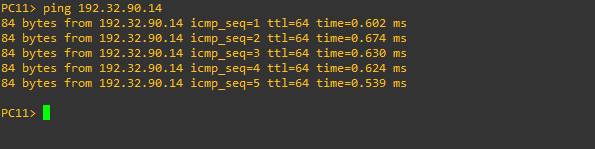 PC11> ping 192.32.90.14
84 bytes from 192.32.90.14 icmp_seq=1 ttl=64 time=0.602 ms
84 bytes from 192.32.90.14 icmp_seq=2 ttl=64 time=0.674 ms
84 bytes from 192.32.90.14 icmp_seq=3 ttl=64 time=0.630 ms
84 bytes from 192.32.90.14 icmp_seq=4 ttl=64 time=0.624 ms
84 bytes from 192.32.90.14 icmp_seq=5 ttl=64 time=0.539 ms
PC11>